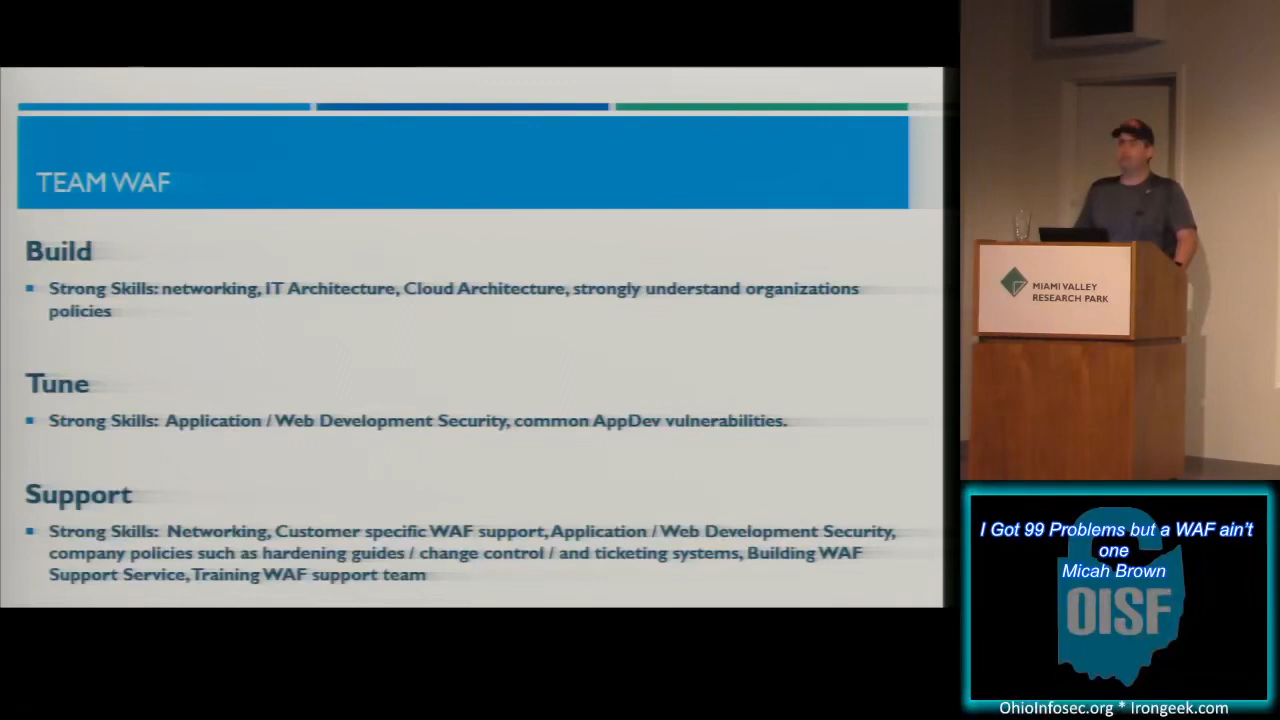 TEAM WAF
Build
Strong Skills: networking, IT Architecture, Cloud Architecture, strongly understand organizations
policies
Tune
Strong Skills: Application / Web Development Security, common AppDev vulnerabilities.
Support
Strong Skills: Networking, Customer specific WAF support, Application / Web Development Security,
company policies such as hardening guides / change control / and ticketing systems, Building WAF
Support Service, Training WAF support team
MIAMI VALLEY
RESEARCH PARK
I Got 99 Problems but a WAF ain't
one
Micah Brown
OISF
OhioInfosec.org * Irongeek.com